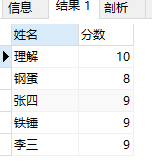 信息 结果 1 剖析
姓名 分数
理解 10
钢蛋 8
张四 9
铁锤 9
李三 9